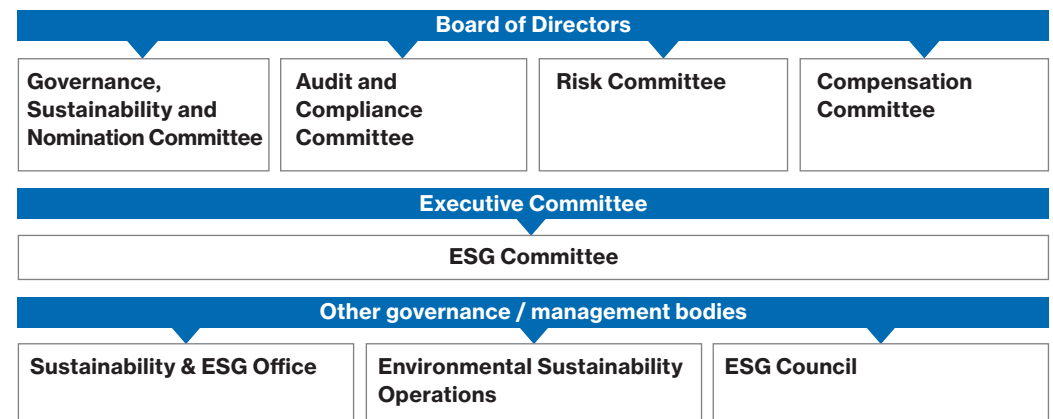 Board of Directors
Governance,
Sustainability and
Nomination Committee
Audit and
Compliance
Committee
Risk Committee
Compensation
Committee
Executive Committee
ESG Committee
Other governance / management bodies
Sustainability & ESG Office
Environmental Sustainability
Operations
ESG Council